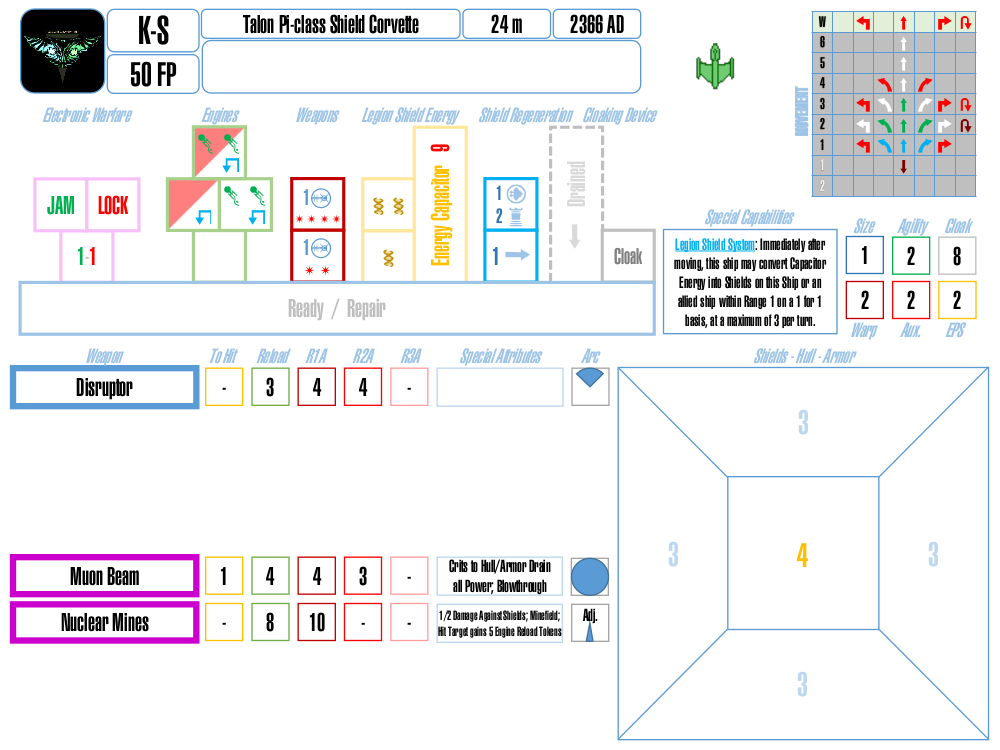 K-S
Talon Pi-class Shield Corvette
24 m
2366 AD
50 FP
W
6
5
4
3
2
1
1
2
MOVEMENT
Electronic Warfare
Engines
Weapons
Legion Shield Energy
Shield Regeneration
Cloaking Device
JAM
LOCK
1-1
1
1
Energy Capacitor
9
1
2
1
Drained
Cloak
Ready / Repair
Special Capabilities
Legion Shield System: Immediately after
moving, this ship may convert Capacitor
Energy into Shields on this Ship or an
allied ship within Range 1 on a 1 for 1
basis, at a maximum of 3 per turn.
Size
Agility
Cloak
1
2
8
2
2
2
Warp
Aux.
EPS
Weapon
To Hit
Reload
R1A
R2A
R3A
Special Attributes
Arc
Disruptor
-
3
4
4
-
Muon Beam
1
4
4
3
-
Crits to Hull/Armor Drain
all Power; Blowthrough
Nuclear Mines
-
8
10
-
-
1/2 Damage Against Shields; Minefield;
Hit Target gains 5 Engine Reload Tokens
Adj.
Shields - Hull - Armor
3
3
4
3
3